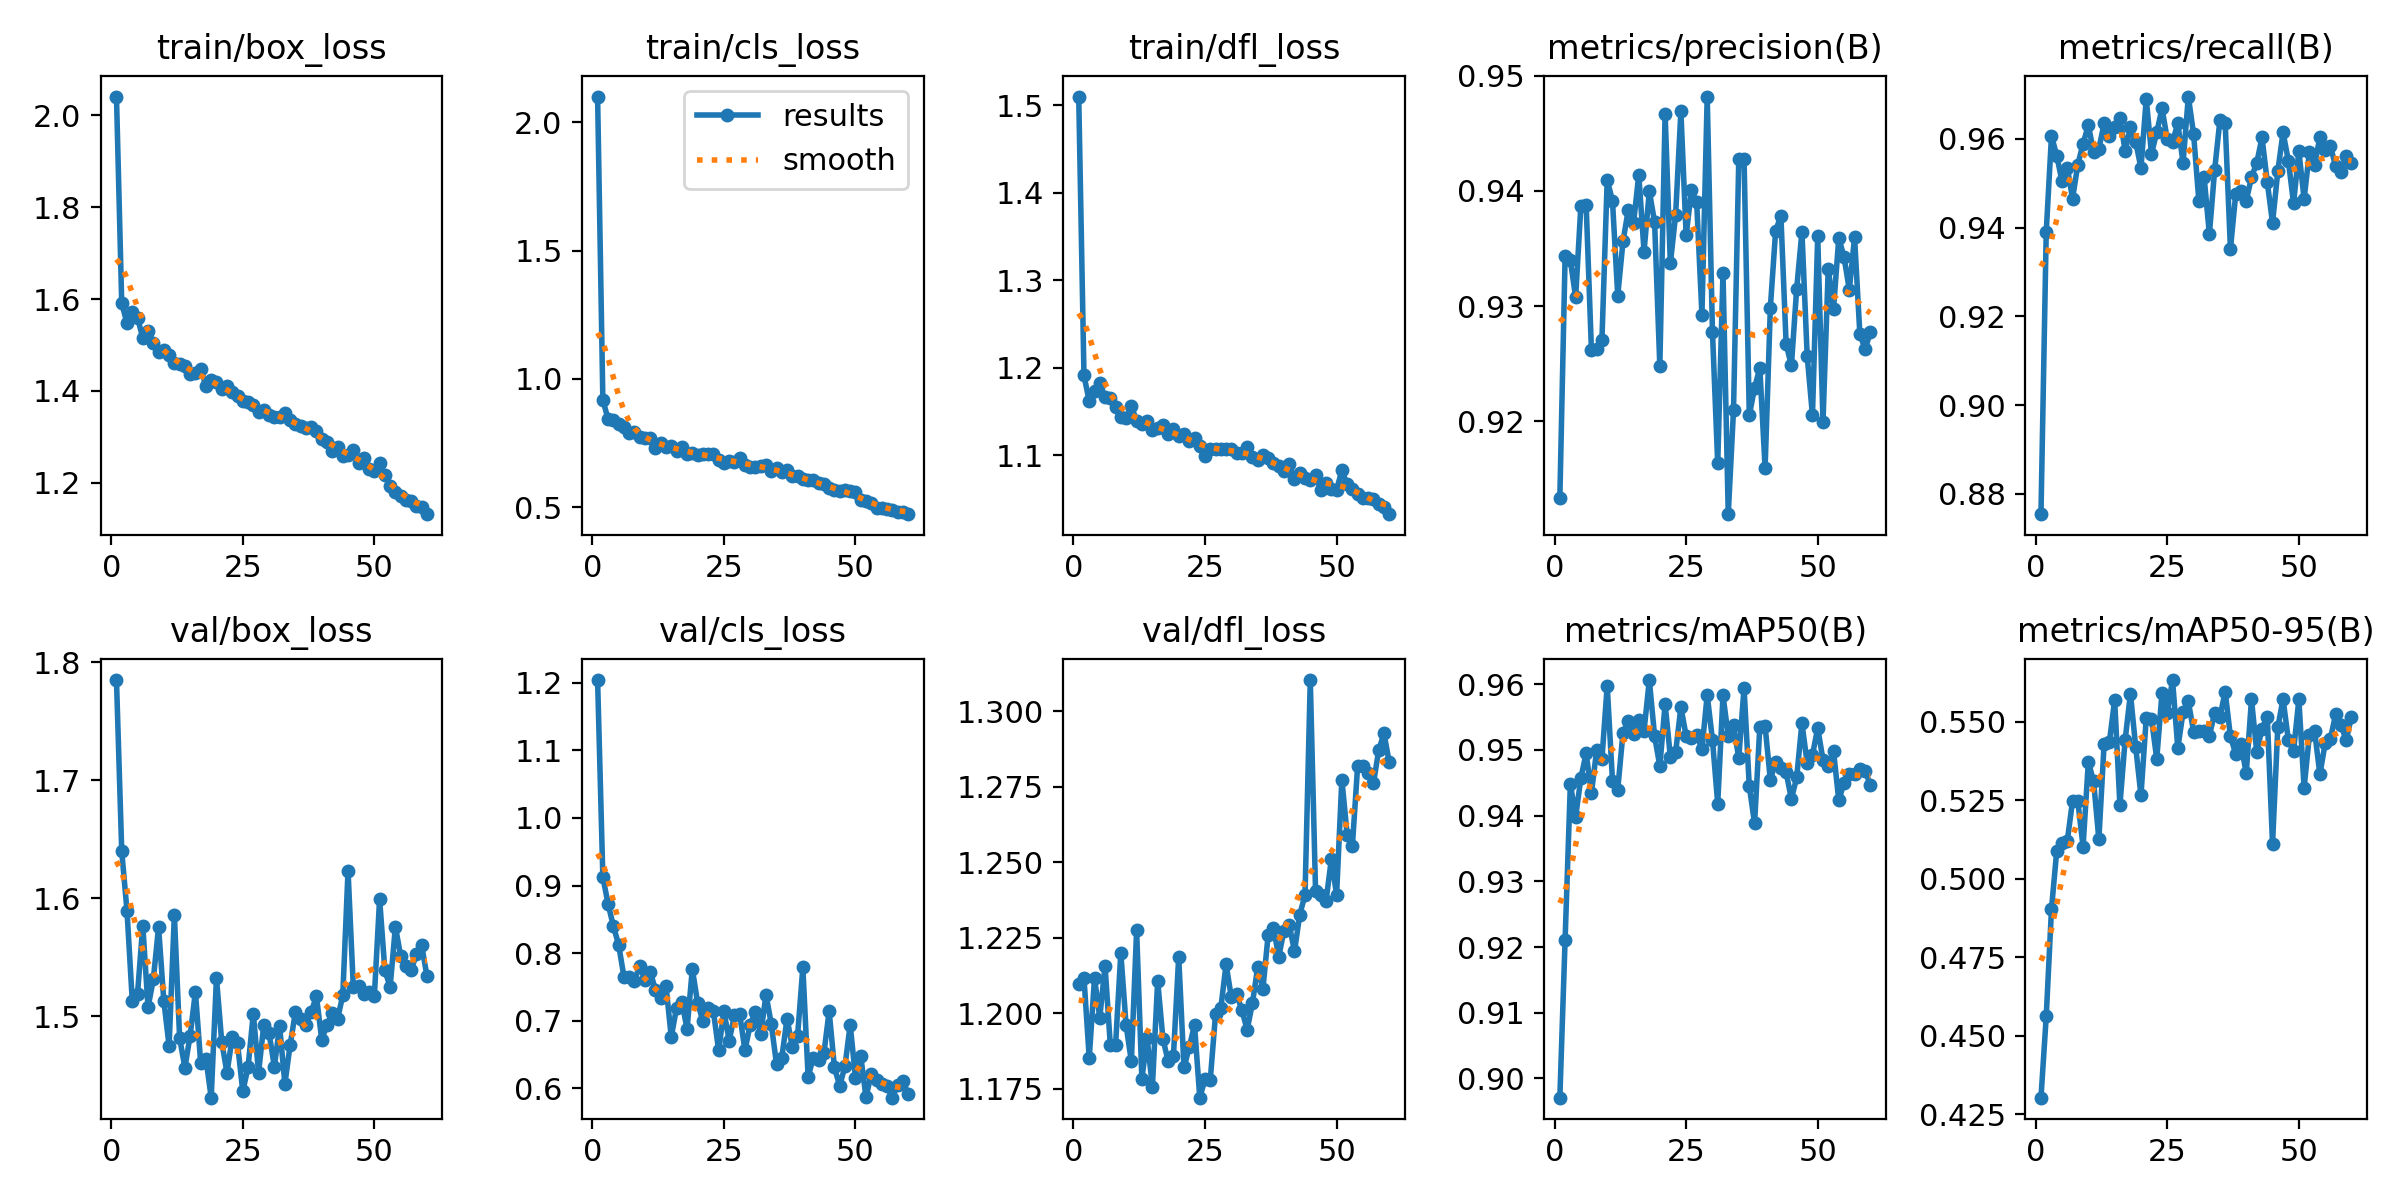 train/box_loss
train/cls_loss
train/dfl_loss
metrics/precision(B)
metrics/recall(B)
2.0
1.8
1.6
1.4
1.2
0 25 50
2.0
1.5
1.0
0.5
results
smooth
0 25 50
1.5
1.4
1.3
1.2
1.1
0 25 50
0.95
0.94
0.93
0.92
0 25 50
0.96
0.94
0.92
0.90
0.88
0 25 50
val/box_loss
val/cls_loss
val/dfl_loss
metrics/mAP50(B)
metrics/mAP50-95(B)
1.8
1.7
1.6
1.5
0 25 50
1.2
1.1
1.0
0.9
0.8
0.7
0.6
0 25 50
1.300
1.275
1.250
1.225
1.200
1.175
0 25 50
0.96
0.95
0.94
0.93
0.92
0.91
0.90
0 25 50
0.550
0.525
0.500
0.475
0.450
0.425
0 25 50